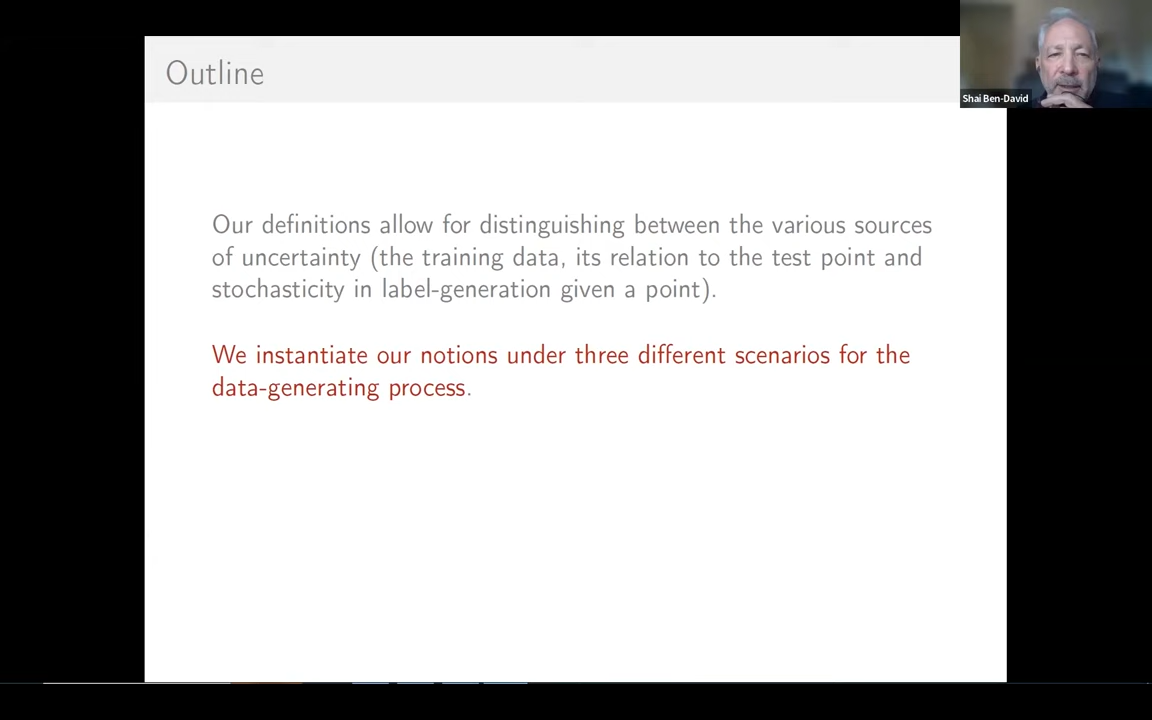 Outline
Shai Ben-David
Our definitions allow for distinguishing between the various sources
of uncertainty (the training data, its relation to the test point and
stochasticity in label-generation given a point).
We instantiate our notions under three different scenarios for the
data-generating process.